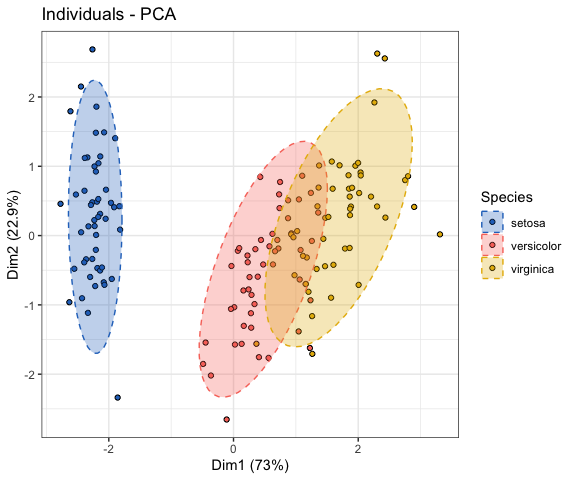 Individuals - PCA
Dim2 (22.9%)
2
1
0
-1
-2
-2
0
2
Dim1 (73%)
Species
setosa
versicolor
virginica